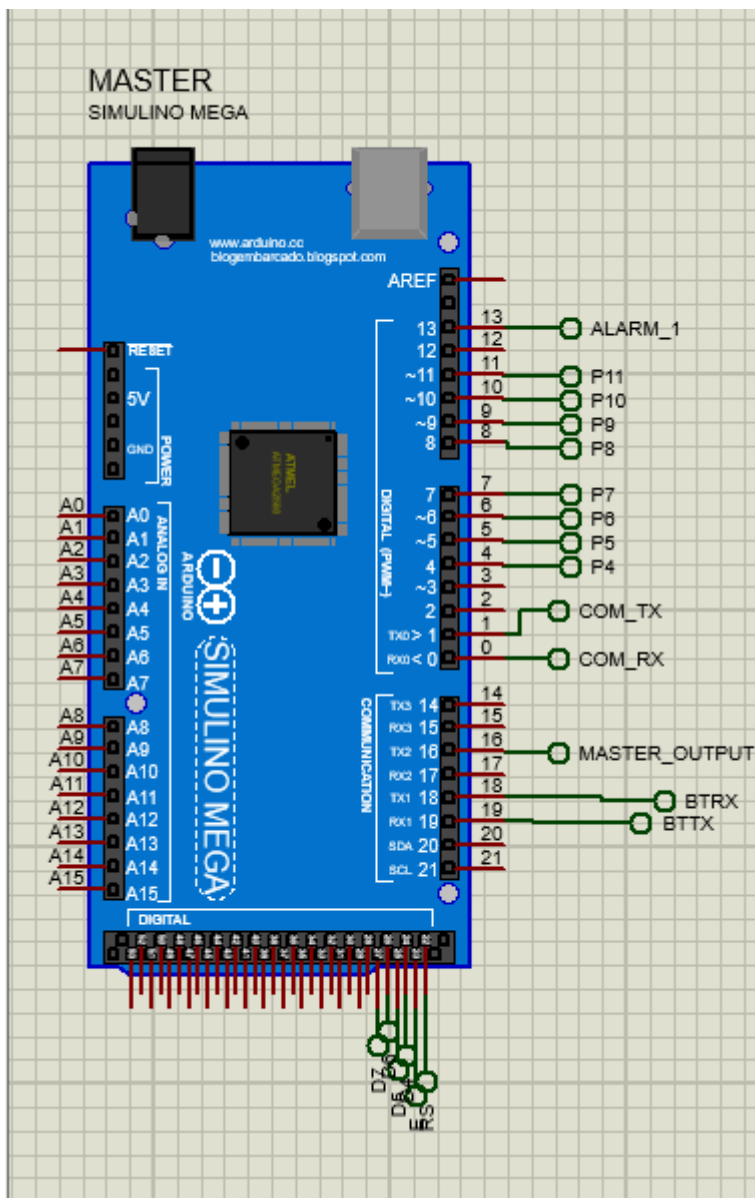 MASTER
SIMULINO MEGA
www.arduino.cc
blogembarcado.blogspot.com
AREF
13 13 ALARM_1
12 12
RESET
~11 11 P11
5V
~10 10 P10
~9 9 P9
GND
8 8 P8
POWER
ATMEL
7 7 P7
A0 A0
~6 6 P6
A1 A1
~5 5 P5
A2 A2
4 4 P4
A3 A3
~3 3
A4 A4
2 2 COM_TX
A5 A5
TX0 > 1 1
A6 A6
RX0 < 0 0 COM_RX
A7 A7
ANALOG IN
DIGITAL (PWM~)
ARDUINO
SIMULINO MEGA
TX3 14 14
A8 A8
RX3 15 15
A9 A9
TX2 16 16 MASTER_OUTPUT
A10 A10
RX2 17 17
A11 A11
TX1 18 18 BTRX
A12 A12
RX1 19 19 BTTX
A13 A13
SDA 20 20
A14 A14
SCL 21 21
A15 A15
COMMUNICATION
DIGITAL
D7
D5
E
RS